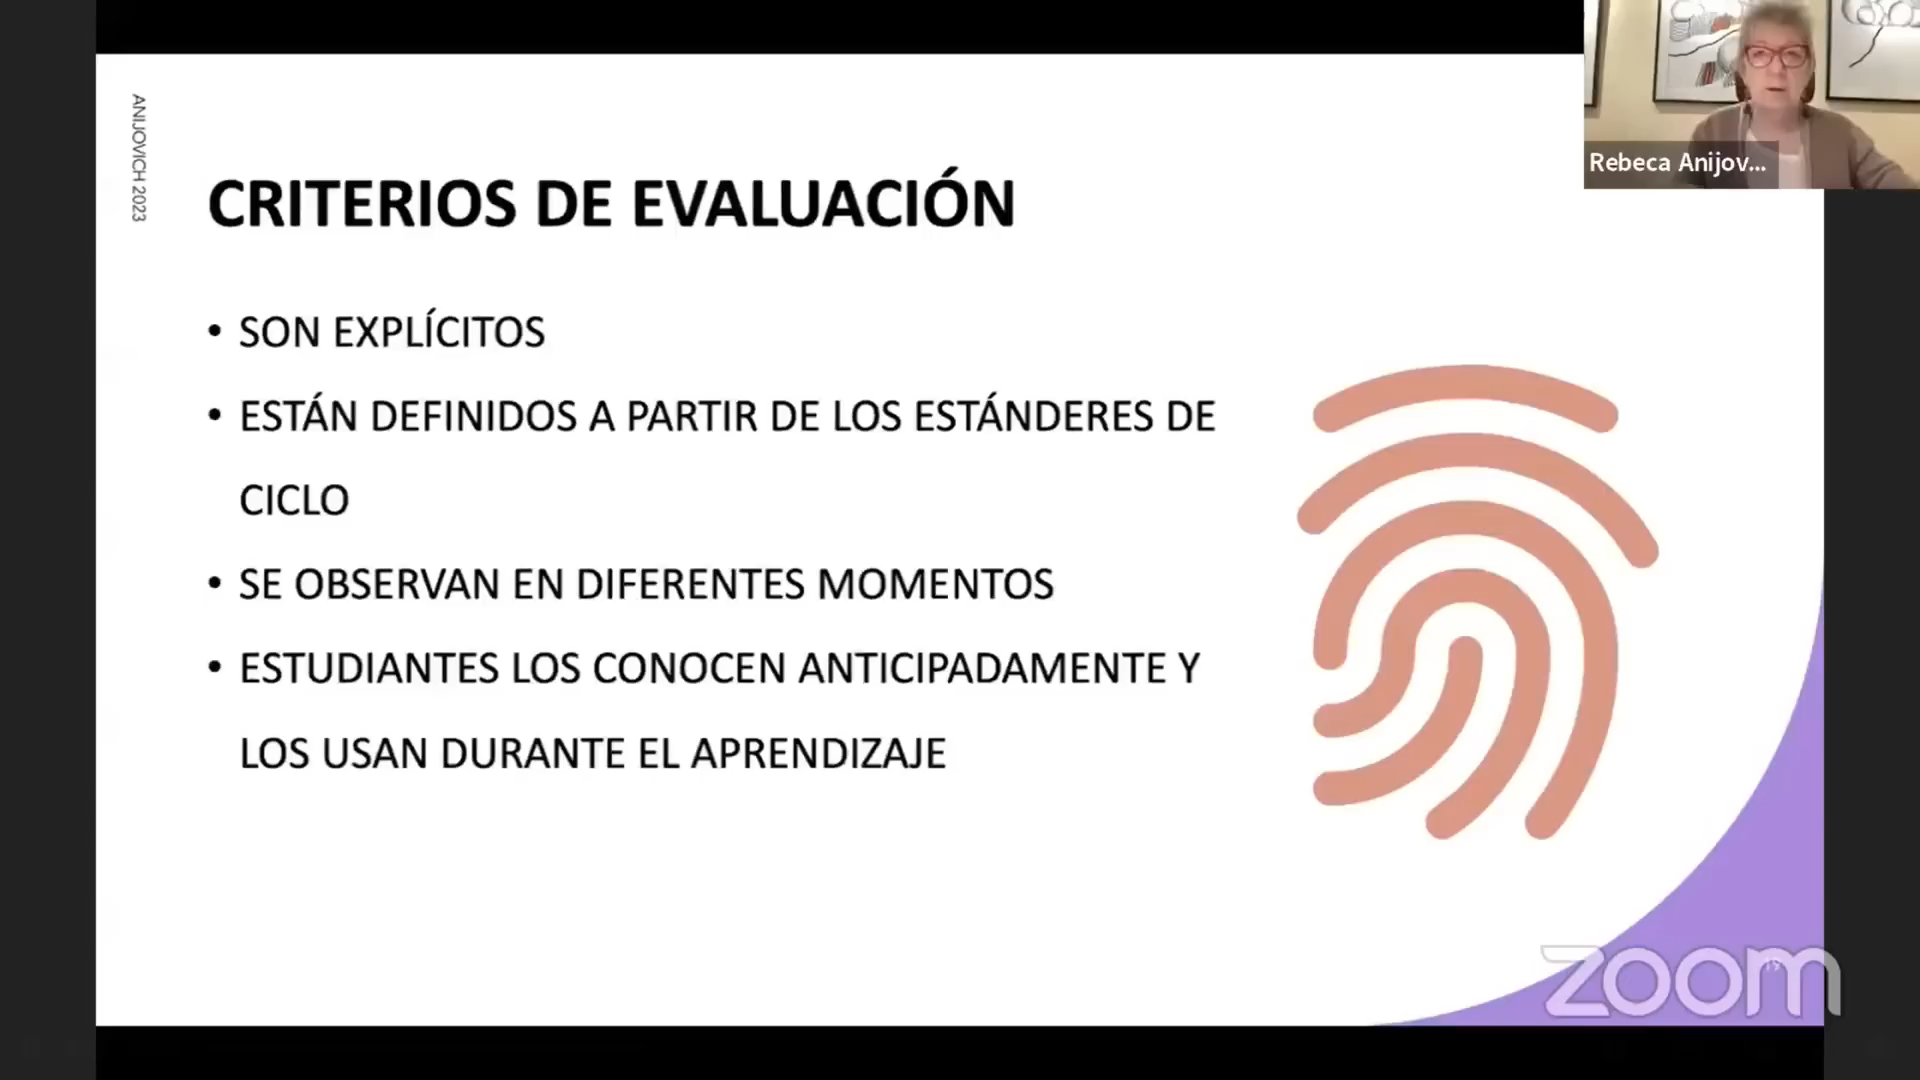 ANIJOVICH 2023
CRITERIOS DE EVALUACIÓN
• SON EXPLÍCITOS
• ESTÁN DEFINIDOS A PARTIR DE LOS ESTÁNDERES DE
CICLO
• SE OBSERVAN EN DIFERENTES MOMENTOS
• ESTUDIANTES LOS CONOCEN ANTICIPADAMENTE Y
LOS USAN DURANTE EL APRENDIZAJE
Rebeca Anijov...
zoom